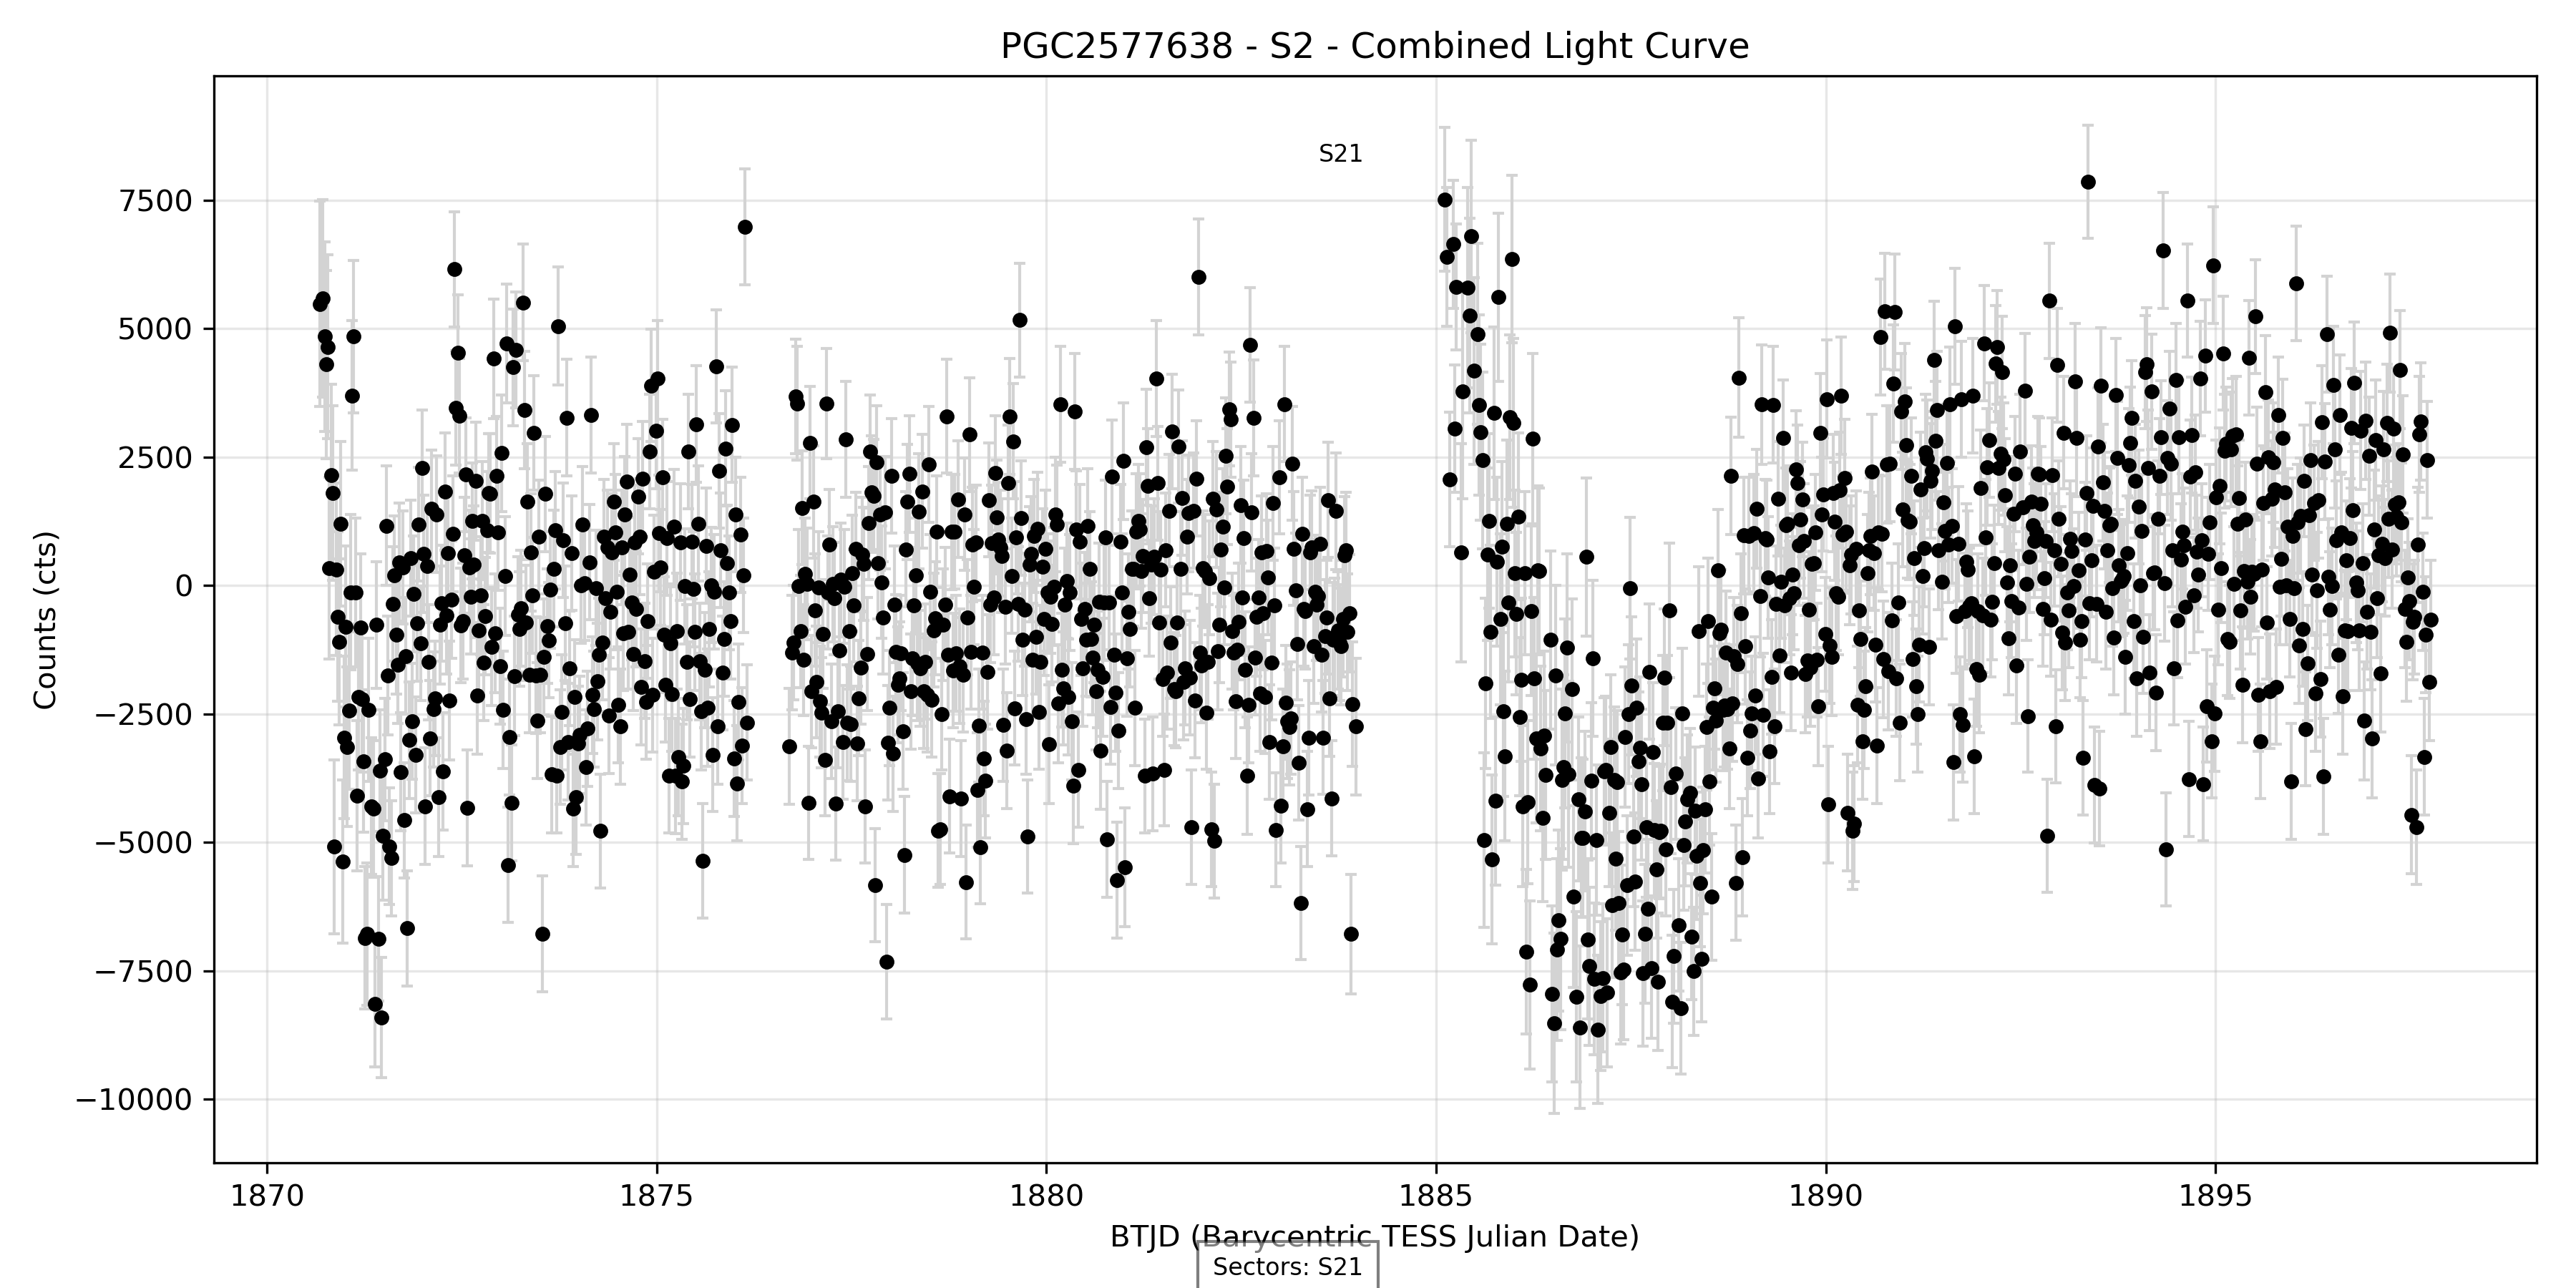 PGC2577638 - S2 - Combined Light Curve
S21
7500
5000
2500
0
−2500
−5000
−7500
−10000
Counts (cts)
1870 1875 1880 1885 1890 1895
BTJD (Barycentric TESS Julian Date)
Sectors: S21